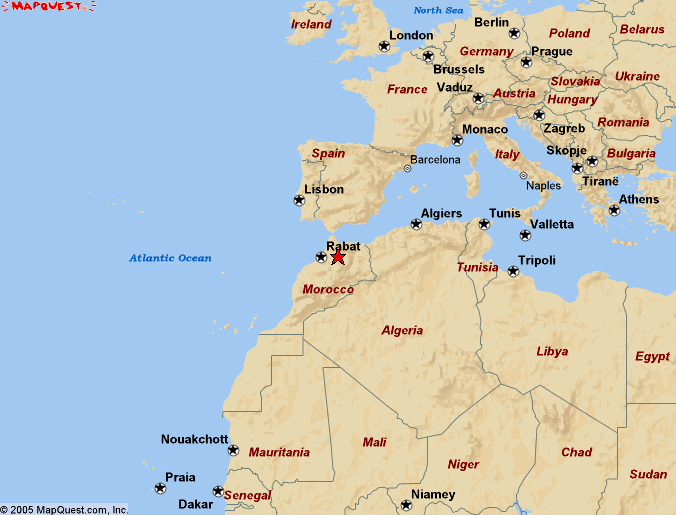 MAPQUEST
North Sea
Ireland
London
Berlin
Poland
Belarus
Germany
Prague
Brussels
France
Vaduz
Austria
Slovakia
Ukraine
Hungary
Romania
Zagreb
Monaco
Spain
Barcelona
Italy
Skopje
Bulgaria
Tiranë
Naples
Lisbon
Athens
Algiers
Tunis
Valletta
Rabat
Atlantic Ocean
Tunisia
Tripoli
Morocco
Algeria
Libya
Egypt
Nouakchott
Mauritania
Mali
Niger
Chad
Sudan
Praia
Dakar
Senegal
Niamey
© 2005 MapQuest.com, Inc.